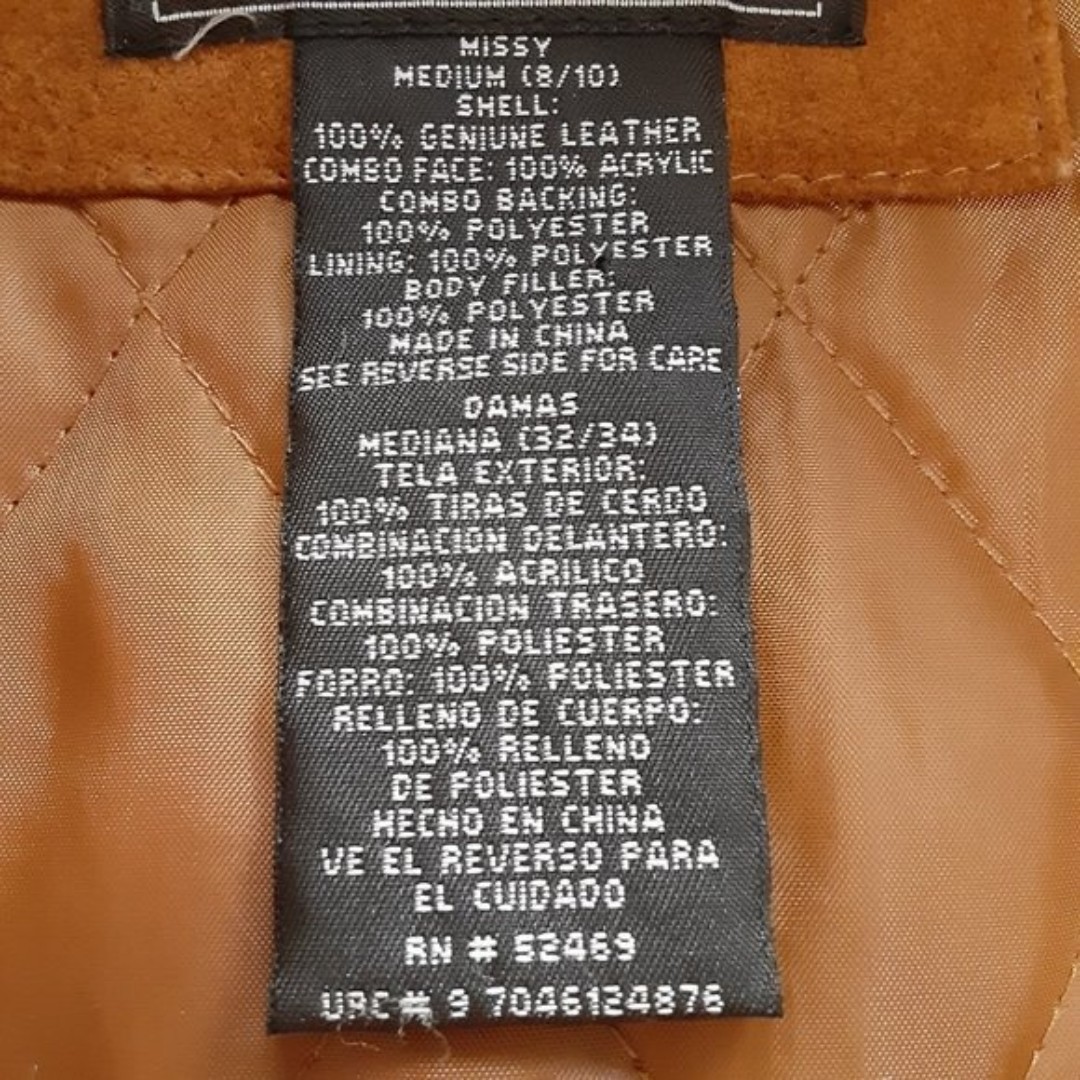 MISSY
MEDIUM (8/10)
SHELL:
100% GENIUNE LEATHER
COMBO FACE: 100% ACRYLIC
COMBO BACKING:
100% POLYESTER
LINING: 100% POLYESTER
BODY FILLER:
100% POLYESTER
MADE IN CHINA
SEE REVERSE SIDE FOR CARE
DAMAS
MEDIANA (32/34)
TELA EXTERIOR:
100% TIRAS DE CERDO
COMBINACION DELANTERO:
100% ACRILICO
COMBINACION TRASERO:
100% POLIESTER
FORRO: 100% POLIESTER
RELLENO DE CUERPO:
100% RELLENO
DE POLIESTER
HECHO EN CHINA
VE EL REVERSO PARA
EL CUIDADO
RN # 52469
URC # 9 7046124876